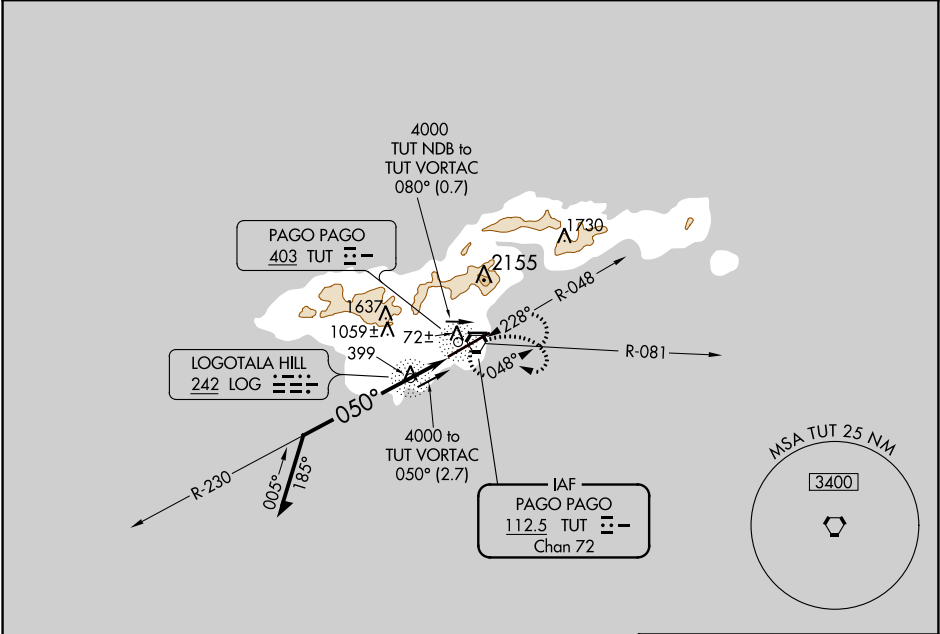 4000
TUT NDB to
TUT VORTAC
080° (0.7)
PAGO PAGO
403 TUT
1730
2155
R-048
1637
1059±
72±
228°
399
R-081
LOGOTALA HILL
242 LOG
048°
050°
4000 to
TUT VORTAC
050° (2.7)
R-230
005°
185°
IAF
PAGO PAGO
112.5 TUT
Chan 72
MSA TUT 25 NM
3400